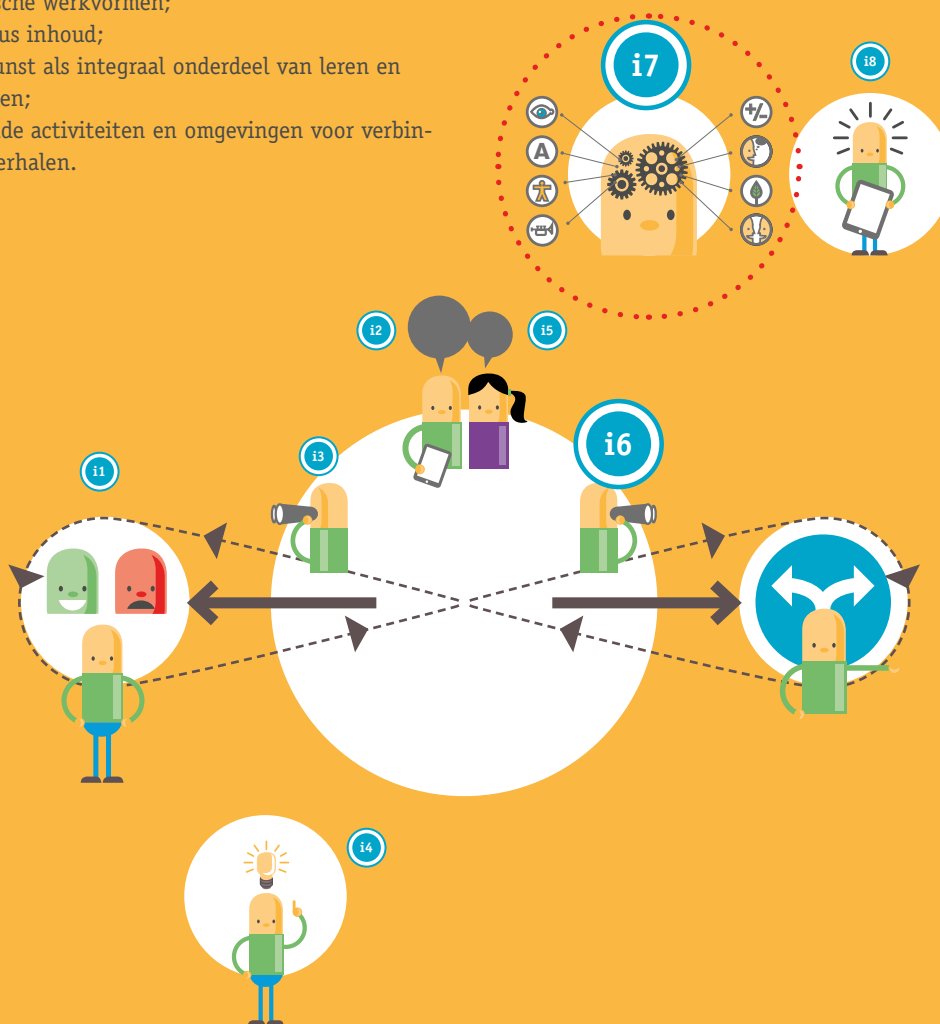 sche werkvormen;
us inhoud;
unst als integraal onderdeel van leren en
en;
de activiteiten en omgevingen voor verbin-
erhalen.
i7
i8
A
+/-
i2
i5
i3
i6
i1
i4